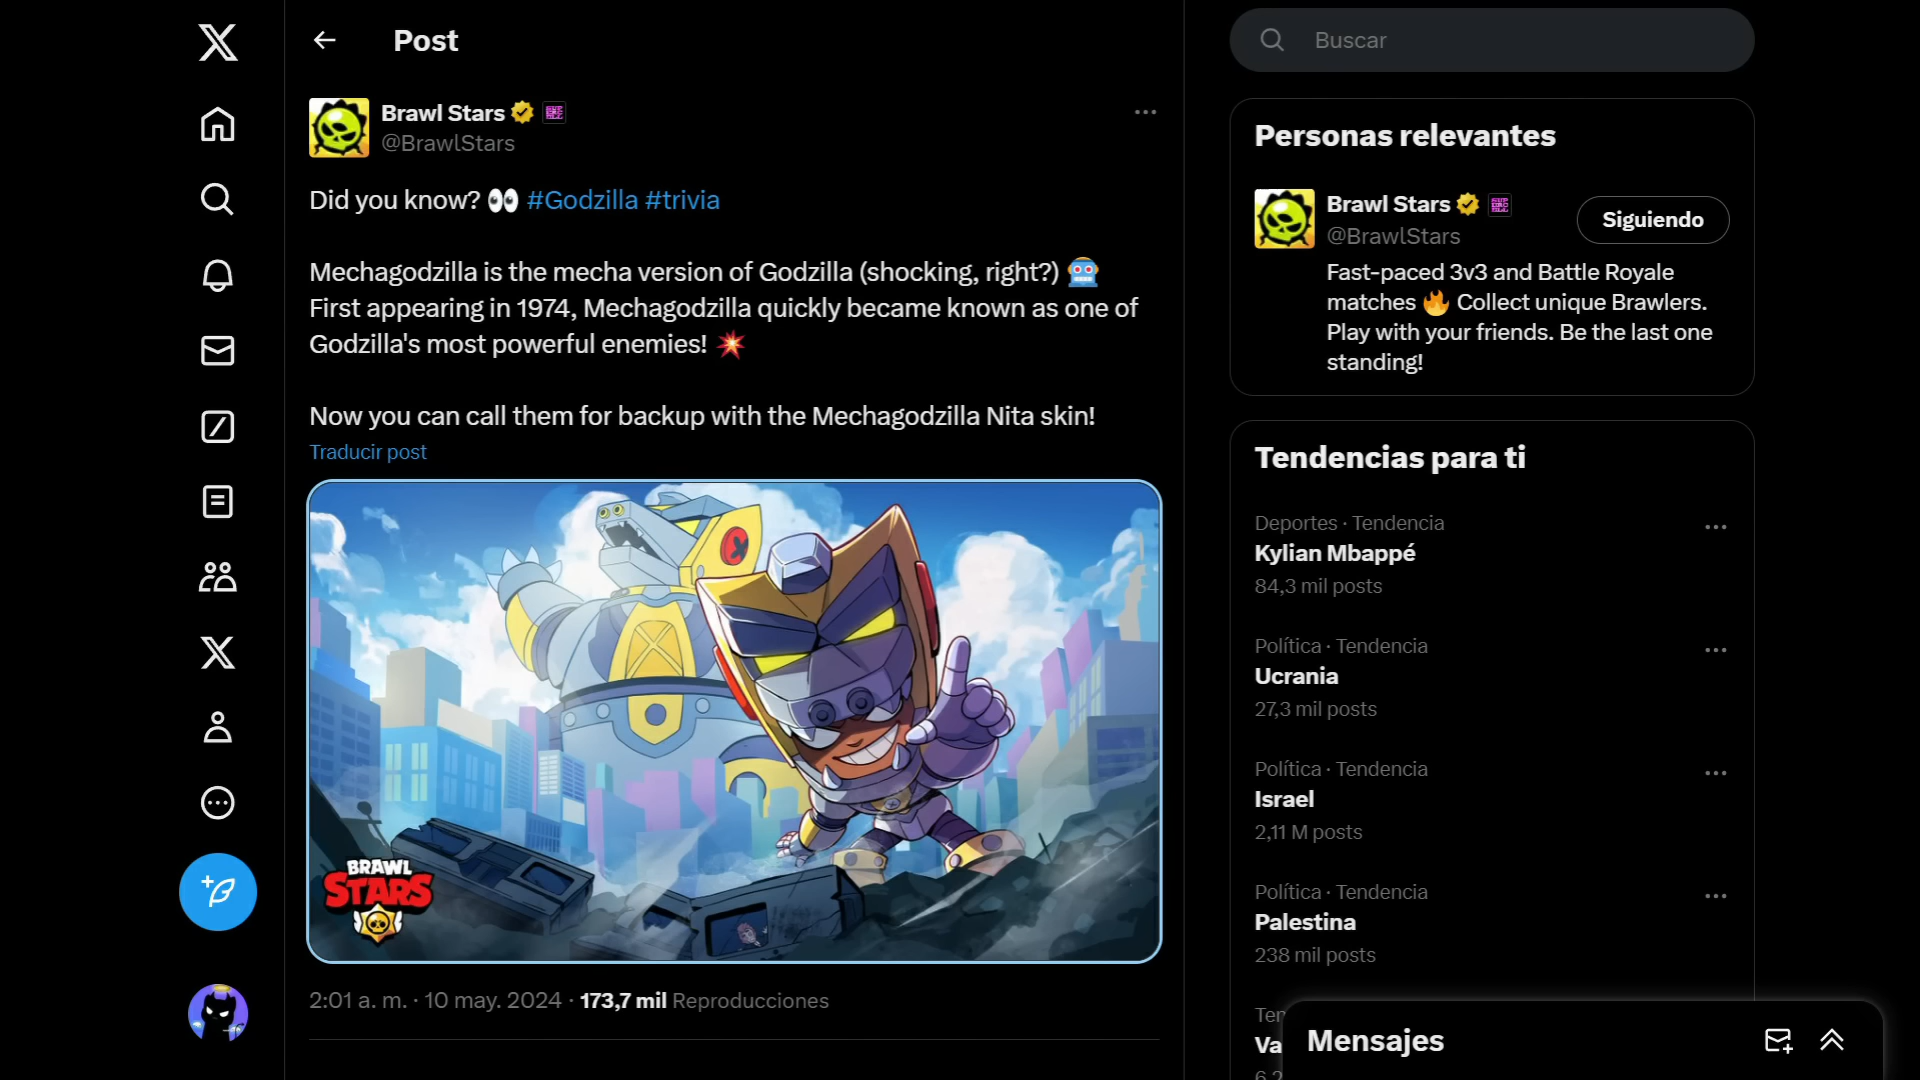 Post
Brawl Stars
@BrawlStars
Did you know? 👀 #Godzilla #trivia
Mechagodzilla is the mecha version of Godzilla (shocking, right?) 🤖
First appearing in 1974, Mechagodzilla quickly became known as one of
Godzilla's most powerful enemies! 💥
Now you can call them for backup with the Mechagodzilla Nita skin!
Traducir post
BRAWL
STARS
2:01 a. m. · 10 may. 2024 · 173,7 mil Reproducciones
Buscar
Personas relevantes
Brawl Stars
@BrawlStars
Siguiendo
Fast-paced 3v3 and Battle Royale
matches 🔥 Collect unique Brawlers.
Play with your friends. Be the last one
standing!
Tendencias para ti
Deportes · Tendencia
Kylian Mbappé
84,3 mil posts
Política · Tendencia
Ucrania
27,3 mil posts
Política · Tendencia
Israel
2,11 M posts
Política · Tendencia
Palestina
238 mil posts
Mensajes